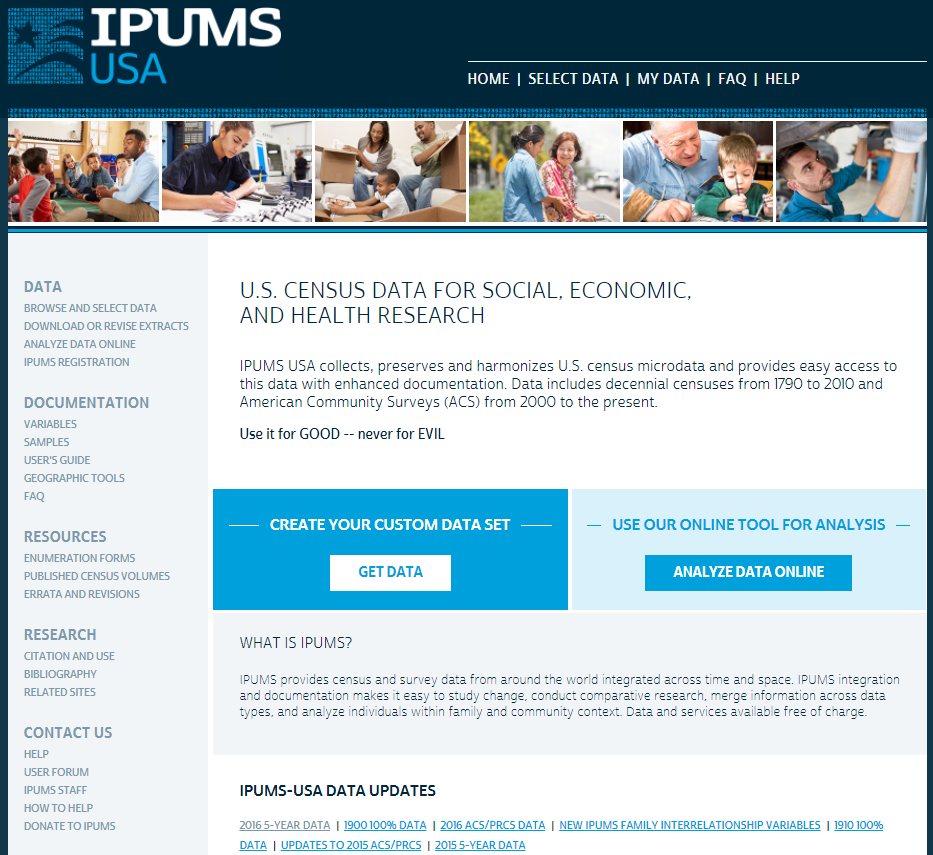 IPUMS
USA
HOME | SELECT DATA | MY DATA | FAQ | HELP
DATA
BROWSE AND SELECT DATA
DOWNLOAD OR REVISE EXTRACTS
ANALYZE DATA ONLINE
IPUMS REGISTRATION
DOCUMENTATION
VARIABLES
SAMPLES
USER'S GUIDE
GEOGRAPHIC TOOLS
FAQ
RESOURCES
ENUMERATION FORMS
PUBLISHED CENSUS VOLUMES
ERRATA AND REVISIONS
RESEARCH
CITATION AND USE
BIBLIOGRAPHY
RELATED SITES
CONTACT US
HELP
USER FORUM
IPUMS STAFF
HOW TO HELP
DONATE TO IPUMS
U.S. CENSUS DATA FOR SOCIAL, ECONOMIC,
AND HEALTH RESEARCH
IPUMS USA collects, preserves and harmonizes U.S. census microdata and provides easy access to
this data with enhanced documentation. Data includes decennial censuses from 1790 to 2010 and
American Community Surveys (ACS) from 2000 to the present.
Use it for GOOD -- never for EVIL
CREATE YOUR CUSTOM DATA SET
GET DATA
USE OUR ONLINE TOOL FOR ANALYSIS
ANALYZE DATA ONLINE
WHAT IS IPUMS?
IPUMS provides census and survey data from around the world integrated across time and space. IPUMS integration
and documentation makes it easy to study change, conduct comparative research, merge information across data
types, and analyze individuals within family and community context. Data and services available free of charge.
IPUMS-USA DATA UPDATES
2016 5-YEAR DATA | 1900 100% DATA | 2016 ACS/PRCS DATA | NEW IPUMS FAMILY INTERRELATIONSHIP VARIABLES | 1910 100%
DATA | UPDATES TO 2015 ACS/PRCS | 2015 5-YEAR DATA